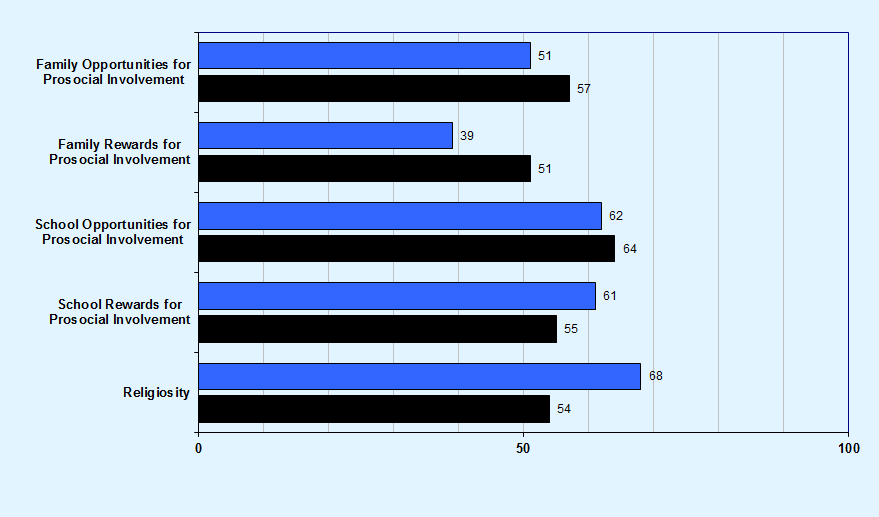 Family Opportunities for
Prosocial Involvement
51
57
Family Rewards for
Prosocial Involvement
39
51
School Opportunities for
Prosocial Involvement
62
64
School Rewards for
Prosocial Involvement
61
55
Religiosity
68
54
0
50
100